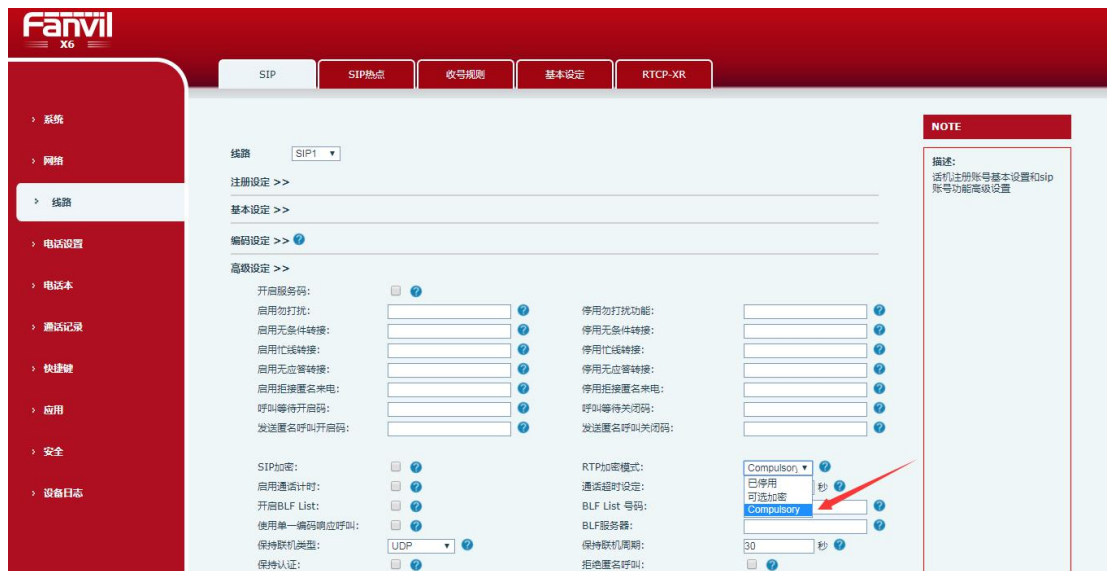 Fanvil
X6
SIP
SIP热点
收号规则
基本设定
RTCP-XR
› 系统
› 网络
› 线路
› 电话设置
› 电话本
› 通话记录
› 快捷键
› 应用
› 安全
› 设备日志
线路 SIP1
注册设定 >>
基本设定 >>
编码设定 >>
高级设定 >>
开启服务码:
启用勿打扰: 停用勿打扰功能:
启用无条件转接: 停用无条件转接:
启用忙线转接: 停用忙线转接:
启用无应答转接: 停用无应答转接:
启用拒接匿名来电: 停用拒接匿名来电:
呼叫等待开启码: 呼叫等待关闭码:
发送匿名呼叫开启码: 发送匿名呼叫关闭码:
SIP加密: RTP加密模式: Compulsory
已停用
可选加密
Compulsory
启用通话计时: 通话超时设定: 秒
开启BLF List: BLF List 号码:
使用单一编码响应呼叫: BLF服务器:
保持联机类型: UDP 保持联机周期: 30 秒
保持认证: 拒绝匿名呼叫:
NOTE
描述:
话机注册账号基本设置和sip
账号功能高级设置